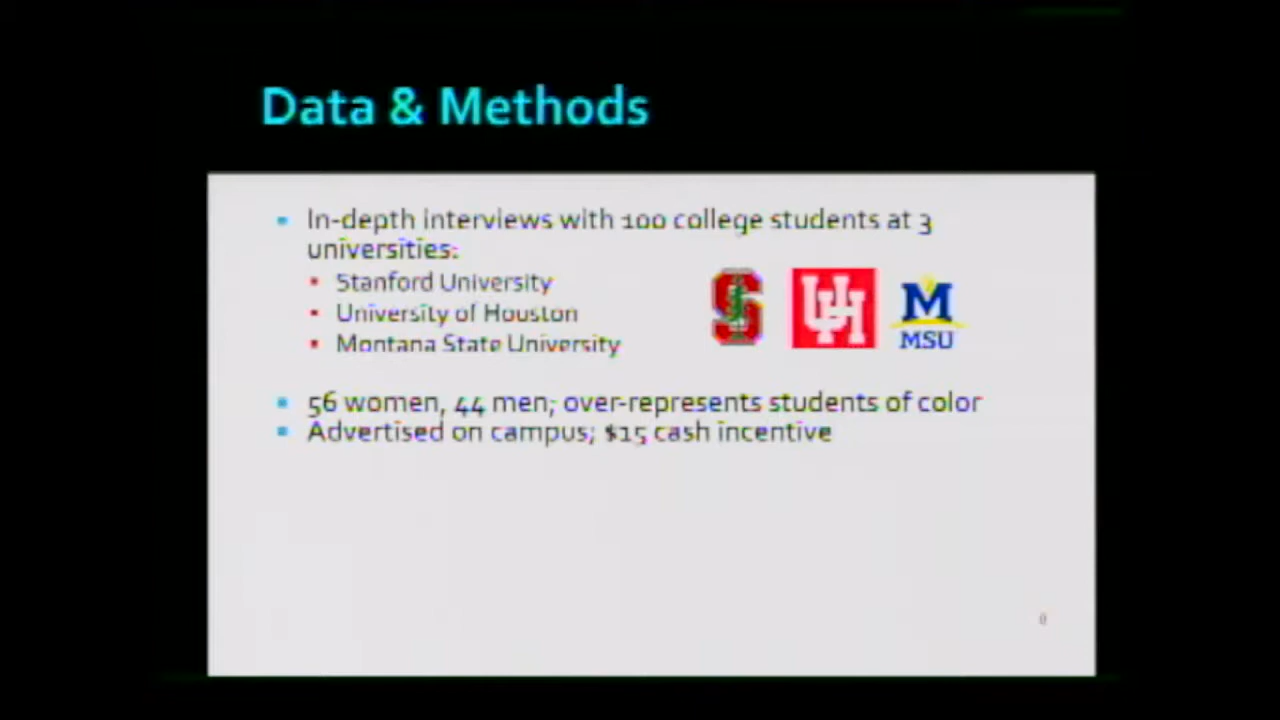 Data & Methods
In-depth interviews with 100 college students at 3
universities:
Stanford University
University of Houston
Montana State University
S
UH
M
MSU
56 women, 44 men; over-represents students of color
Advertised on campus; $15 cash incentive